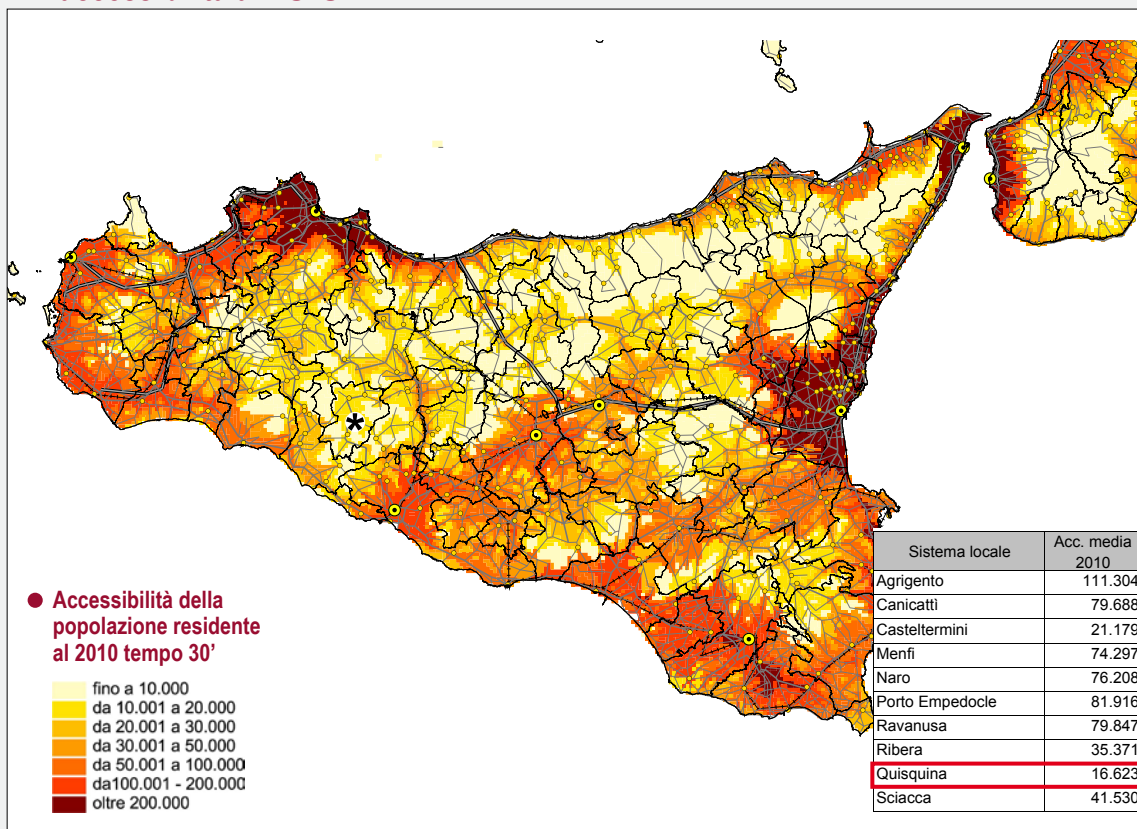 *
Sistema locale Acc. media 2010
Agrigento 111.304
Canicattì 79.688
Casteltermini 21.179
Menfi 74.297
Naro 76.208
Porto Empedocle 81.916
Ravanusa 79.847
Ribera 35.371
Quisquina 16.623
Sciacca 41.530
● Accessibilità della
popolazione residente
al 2010 tempo 30’
fino a 10.000
da 10.001 a 20.000
da 20.001 a 30.000
da 30.001 a 50.000
da 50.001 a 100.000
da100.001 - 200.000
oltre 200.000